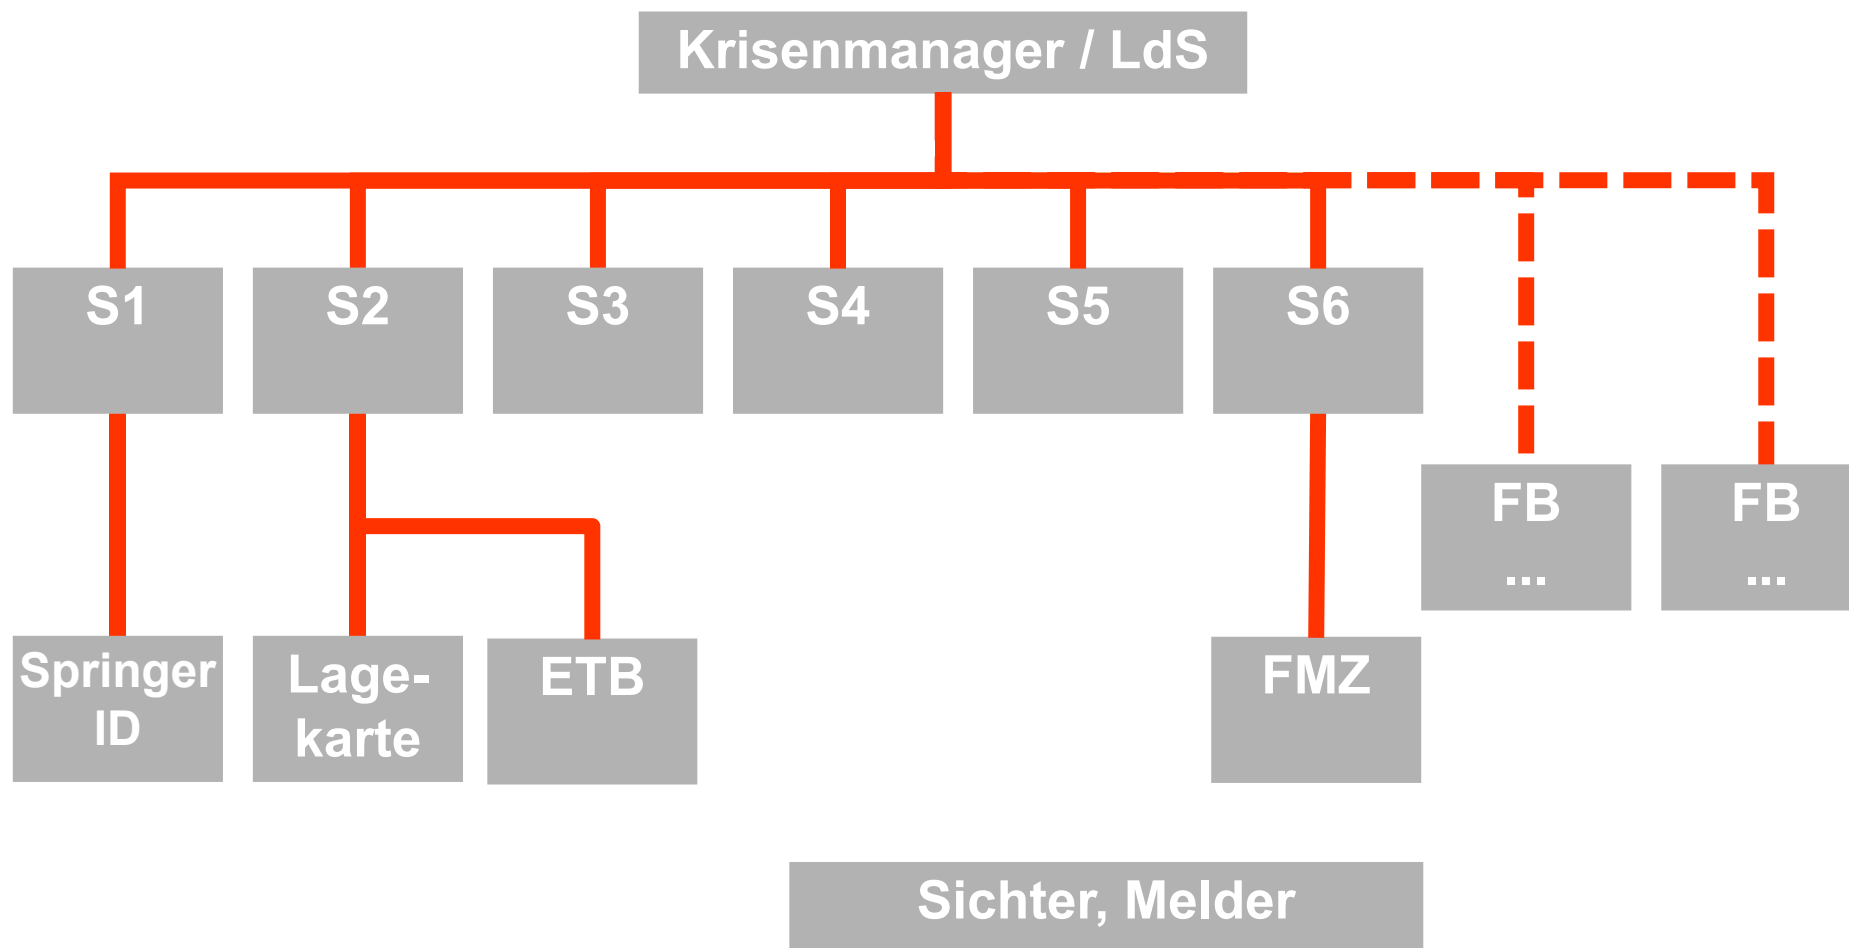 Krisenmanager / LdS
S1
S2
S3
S4
S5
S6
FB
...
FB
...
Springer
ID
Lage-
karte
ETB
FMZ
Sichter, Melder